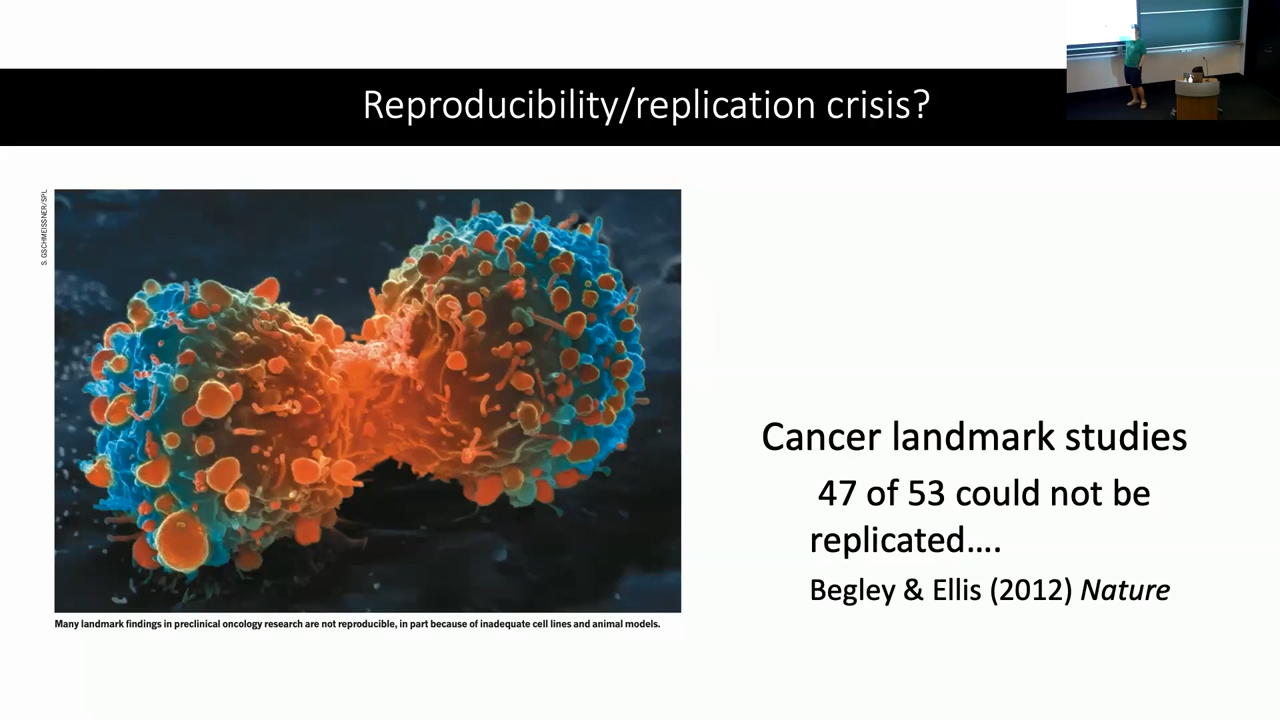 Reproducibility/replication crisis?
S. GSCHMEISSNER/SPL
Cancer landmark studies
47 of 53 could not be
replicated....
Begley & Ellis (2012) Nature
Many landmark findings in preclinical oncology research are not reproducible, in part because of inadequate cell lines and animal models.